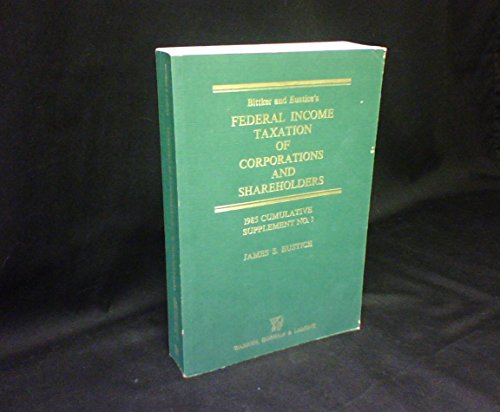 Bittker and Eustice's
FEDERAL INCOME
TAXATION
OF
CORPORATIONS
AND
SHAREHOLDERS
1985 CUMULATIVE
SUPPLEMENT NO.
JAMES S. EUSTICE
WARREN, GORHAM & LAMONT